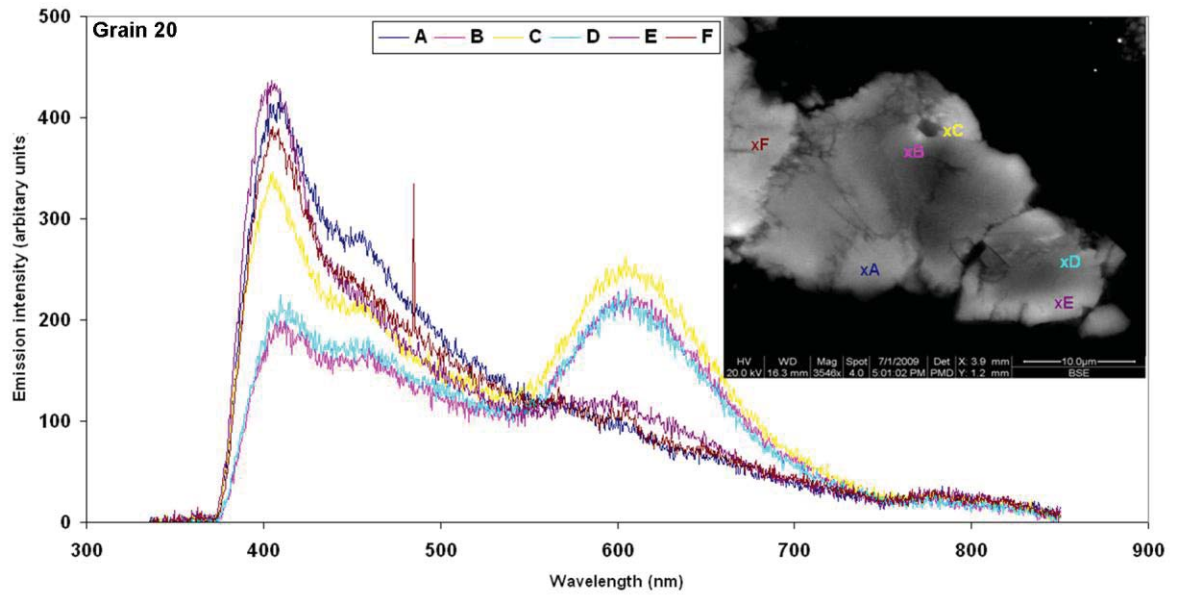 Grain 20
A B C D E F
500
400
300
200
100
0
300 400 500 600 700 800 900
Emission intensity (arbitary units)
Wavelength (nm)
xF
xB
xC
xA
xD
xE
HV WD Mag Spot 7/1/2009 Det X: 3.9 mm 10.0µm
20.0 kV 16.3 mm 3546x 4.0 5:01:02 PM PMD Y: 1.2 mm BSE